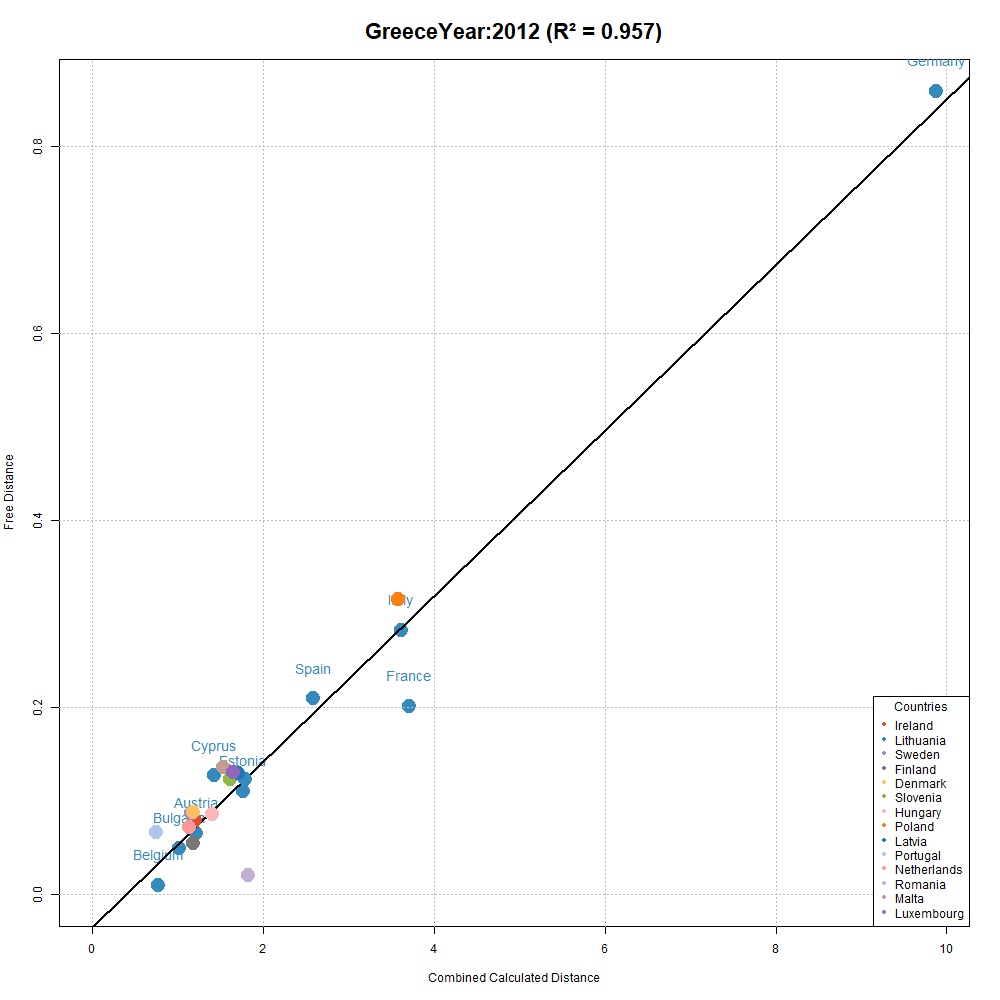 GreeceYear:2012 (R² = 0.957)
Germany
0.8
0.6
Free Distance
0.4
Italy
Spain
France
0.2
Cyprus
Estonia
Austria
Belgium
0.0
Countries
Ireland
Lithuania
Sweden
Finland
Denmark
Slovenia
Hungary
Poland
Latvia
Portugal
Netherlands
Romania
Malta
Luxembourg
0 2 4 6 8 10
Combined Calculated Distance